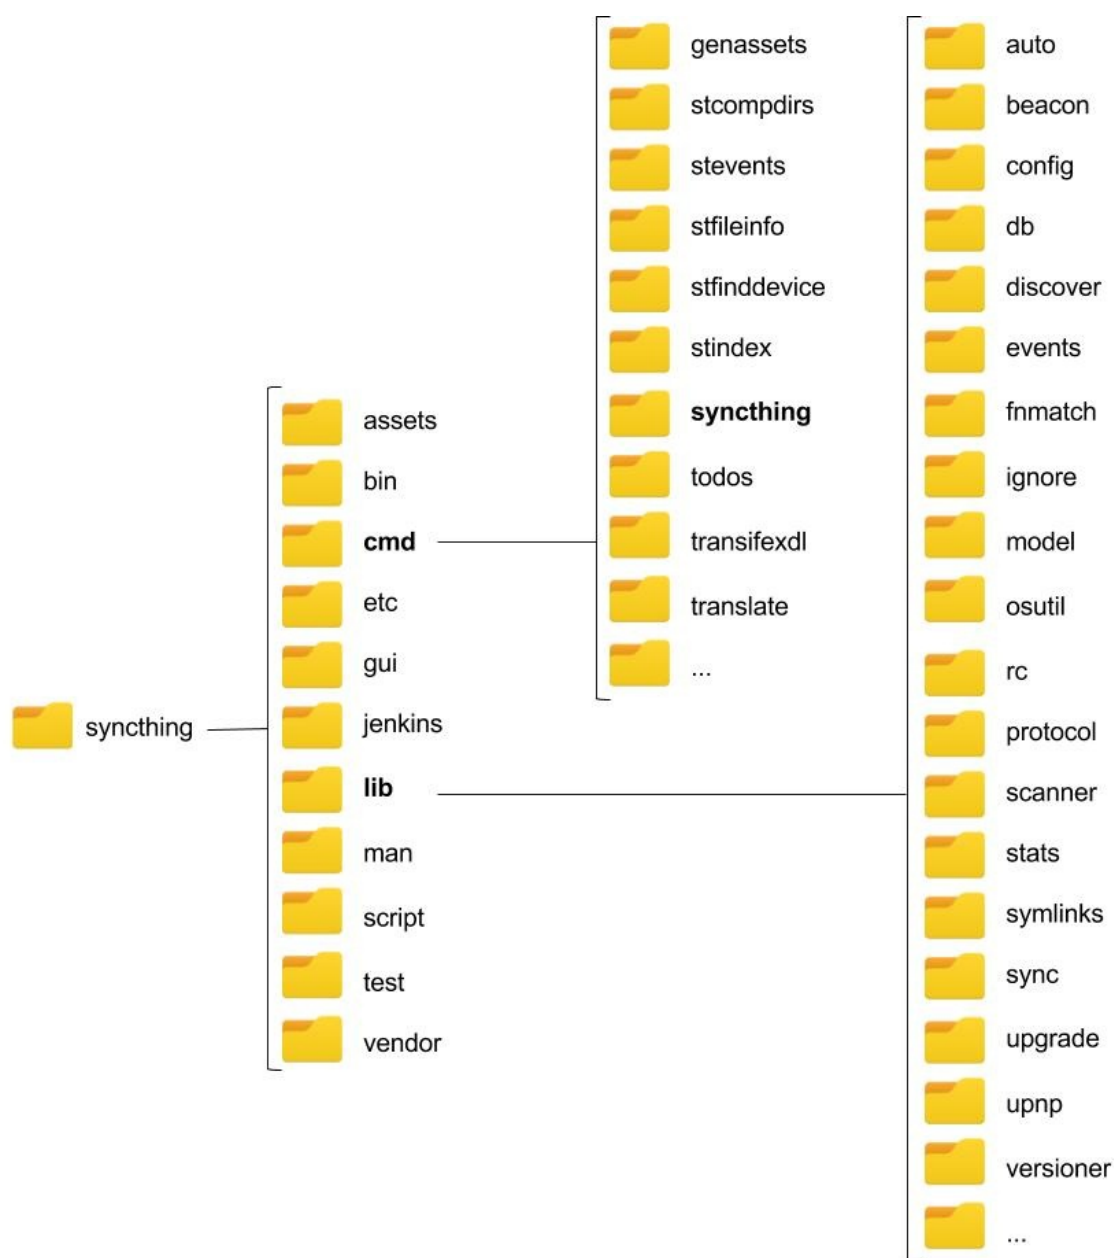 syncthing
assets
bin
cmd
etc
gui
jenkins
lib
man
script
test
vendor
genassets
stcompdirs
stevents
stfileinfo
stfinddevice
stindex
syncthing
todos
transifexdl
translate
...
auto
beacon
config
db
discover
events
fnmatch
ignore
model
osutil
rc
protocol
scanner
stats
symlinks
sync
upgrade
upnp
versioner
...